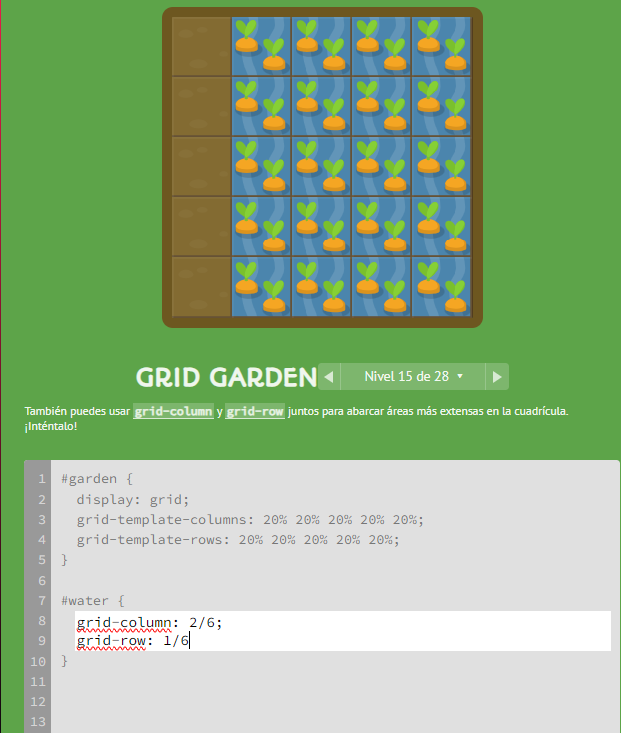 GRID GARDEN
Nivel 15 de 28
También puedes usar grid-column y grid-row juntos para abarcar áreas más extensas en la cuadrícula.
¡Inténtalo!
1 #garden {
2 display: grid;
3 grid-template-columns: 20% 20% 20% 20% 20%;
4 grid-template-rows: 20% 20% 20% 20% 20%;
5 }
6
7 #water {
8 grid-column: 2/6;
9 grid-row: 1/6
10 }
11
12
13